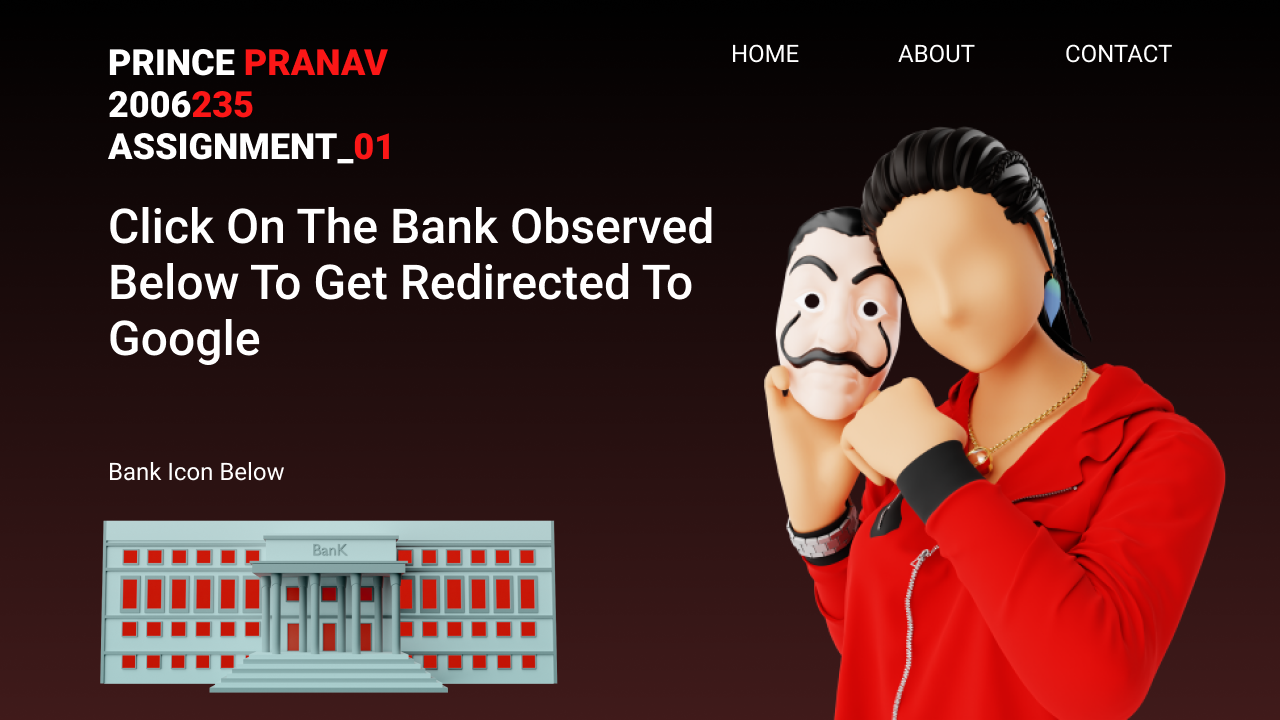 PRINCE PRANAV
2006235
ASSIGNMENT_01
HOME ABOUT CONTACT
Click On The Bank Observed
Below To Get Redirected To
Google
Bank Icon Below
BanK